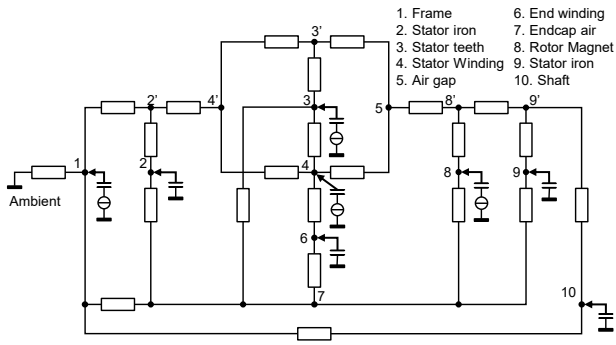 1. Frame
2. Stator iron
3. Stator teeth
4. Stator Winding
5. Air gap
6. End winding
7. Endcap air
8. Rotor Magnet
9. Stator iron
10. Shaft
3'
2'
4'
3
5
8'
9'
1
2
4
8
9
Ambient
6
7
10